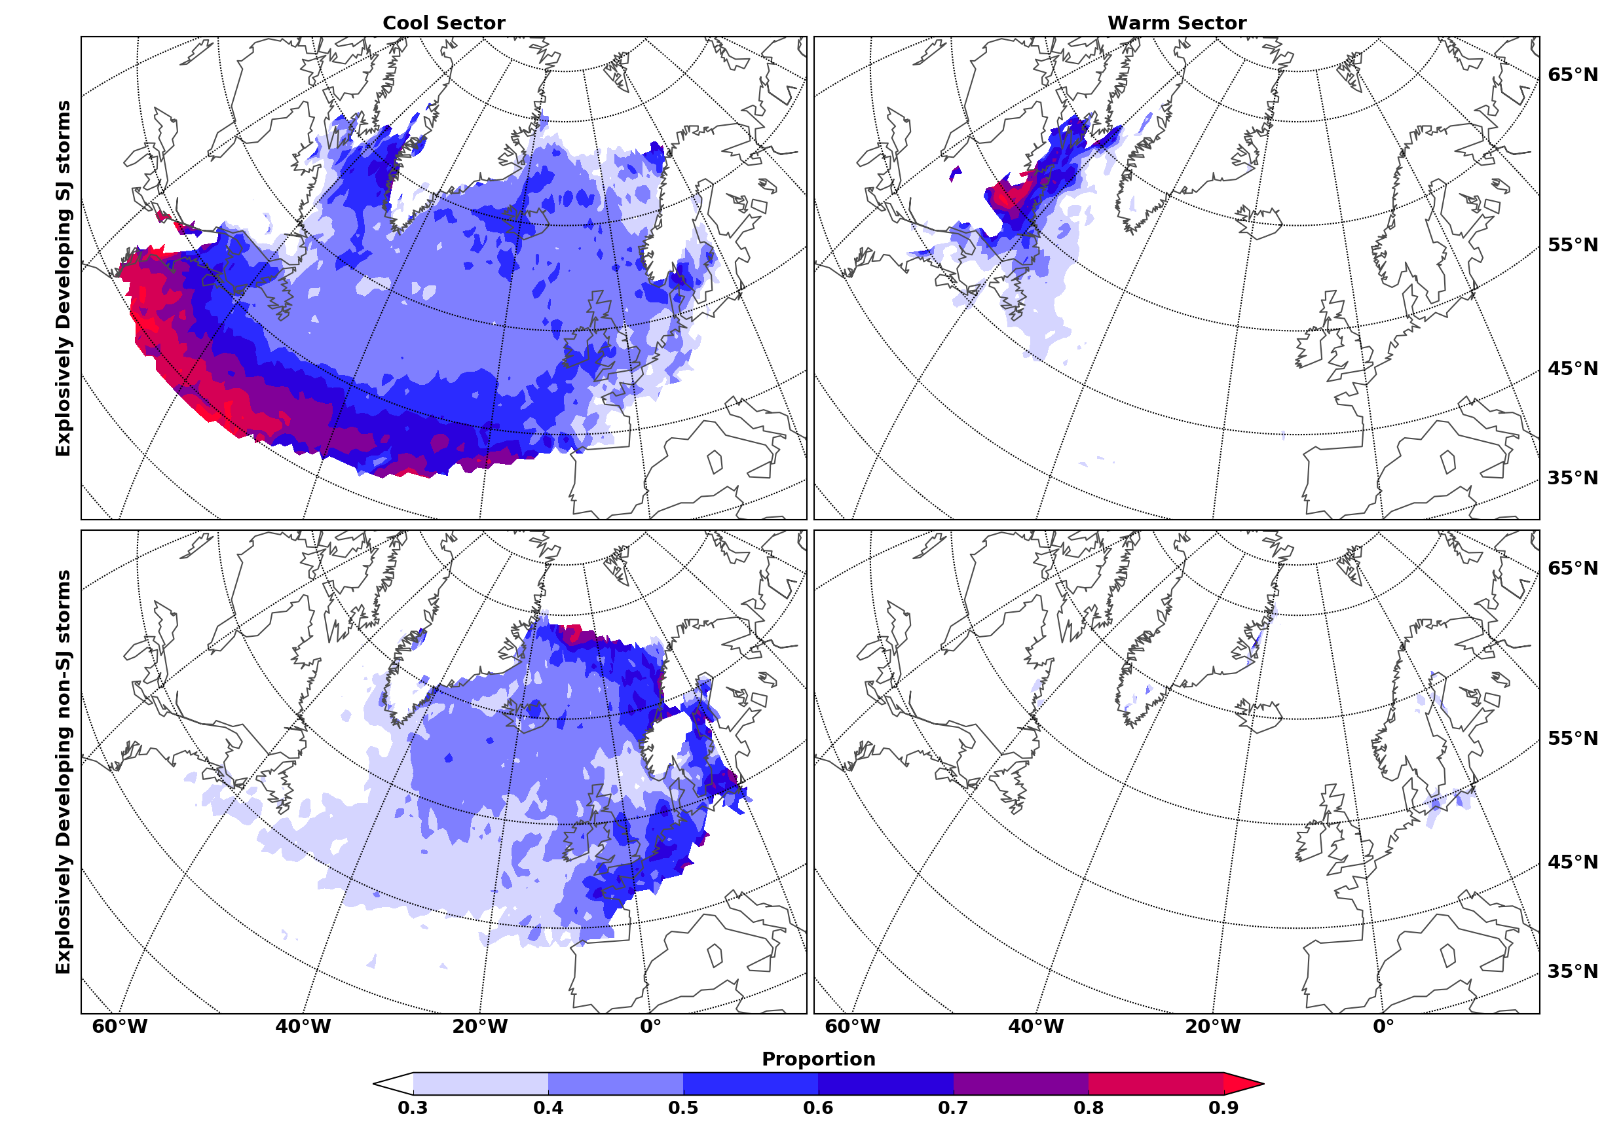 Cool Sector
Warm Sector
Explosively Developing SJ storms
65°N
55°N
45°N
35°N
Explosively Developing non-SJ storms
65°N
55°N
45°N
35°N
60°W 40°W 20°W 0°
60°W 40°W 20°W 0°
Proportion
0.3 0.4 0.5 0.6 0.7 0.8 0.9